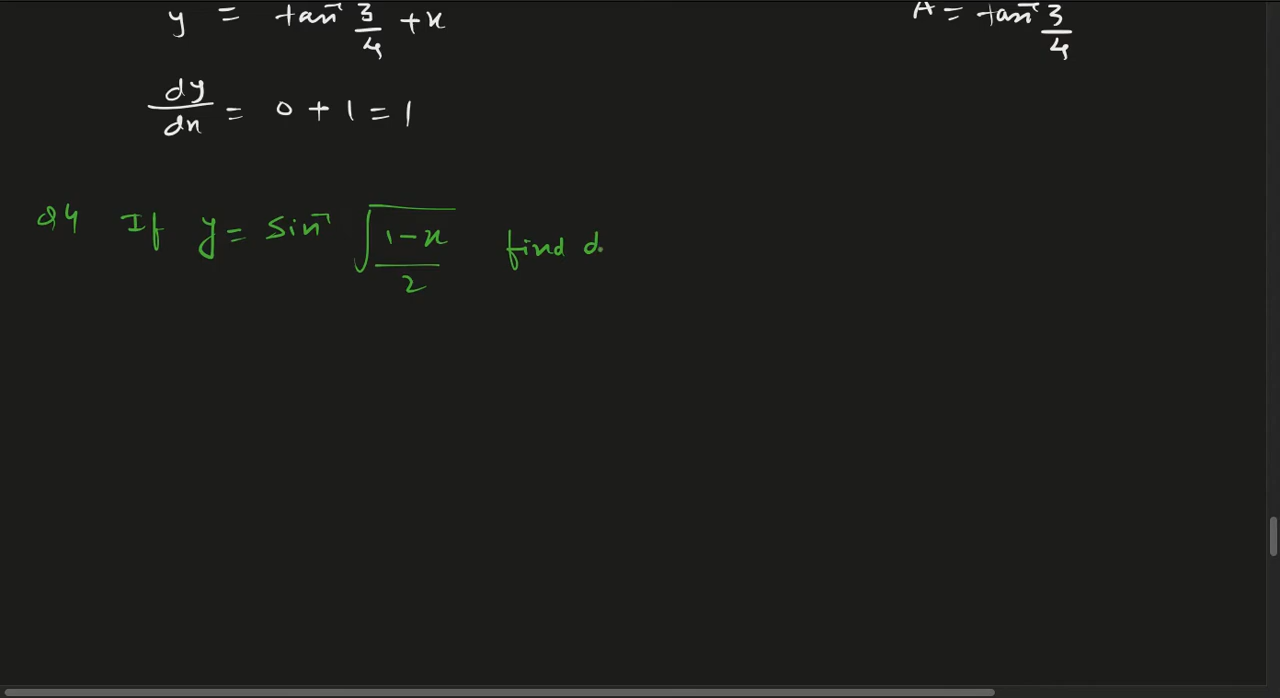 y = tan⁻¹ 3/4 + x
A = tan⁻¹ 3/4
dy/dx = 0 + 1 = 1
Q4 If y = sin⁻¹ √((1-x)/2) find d.